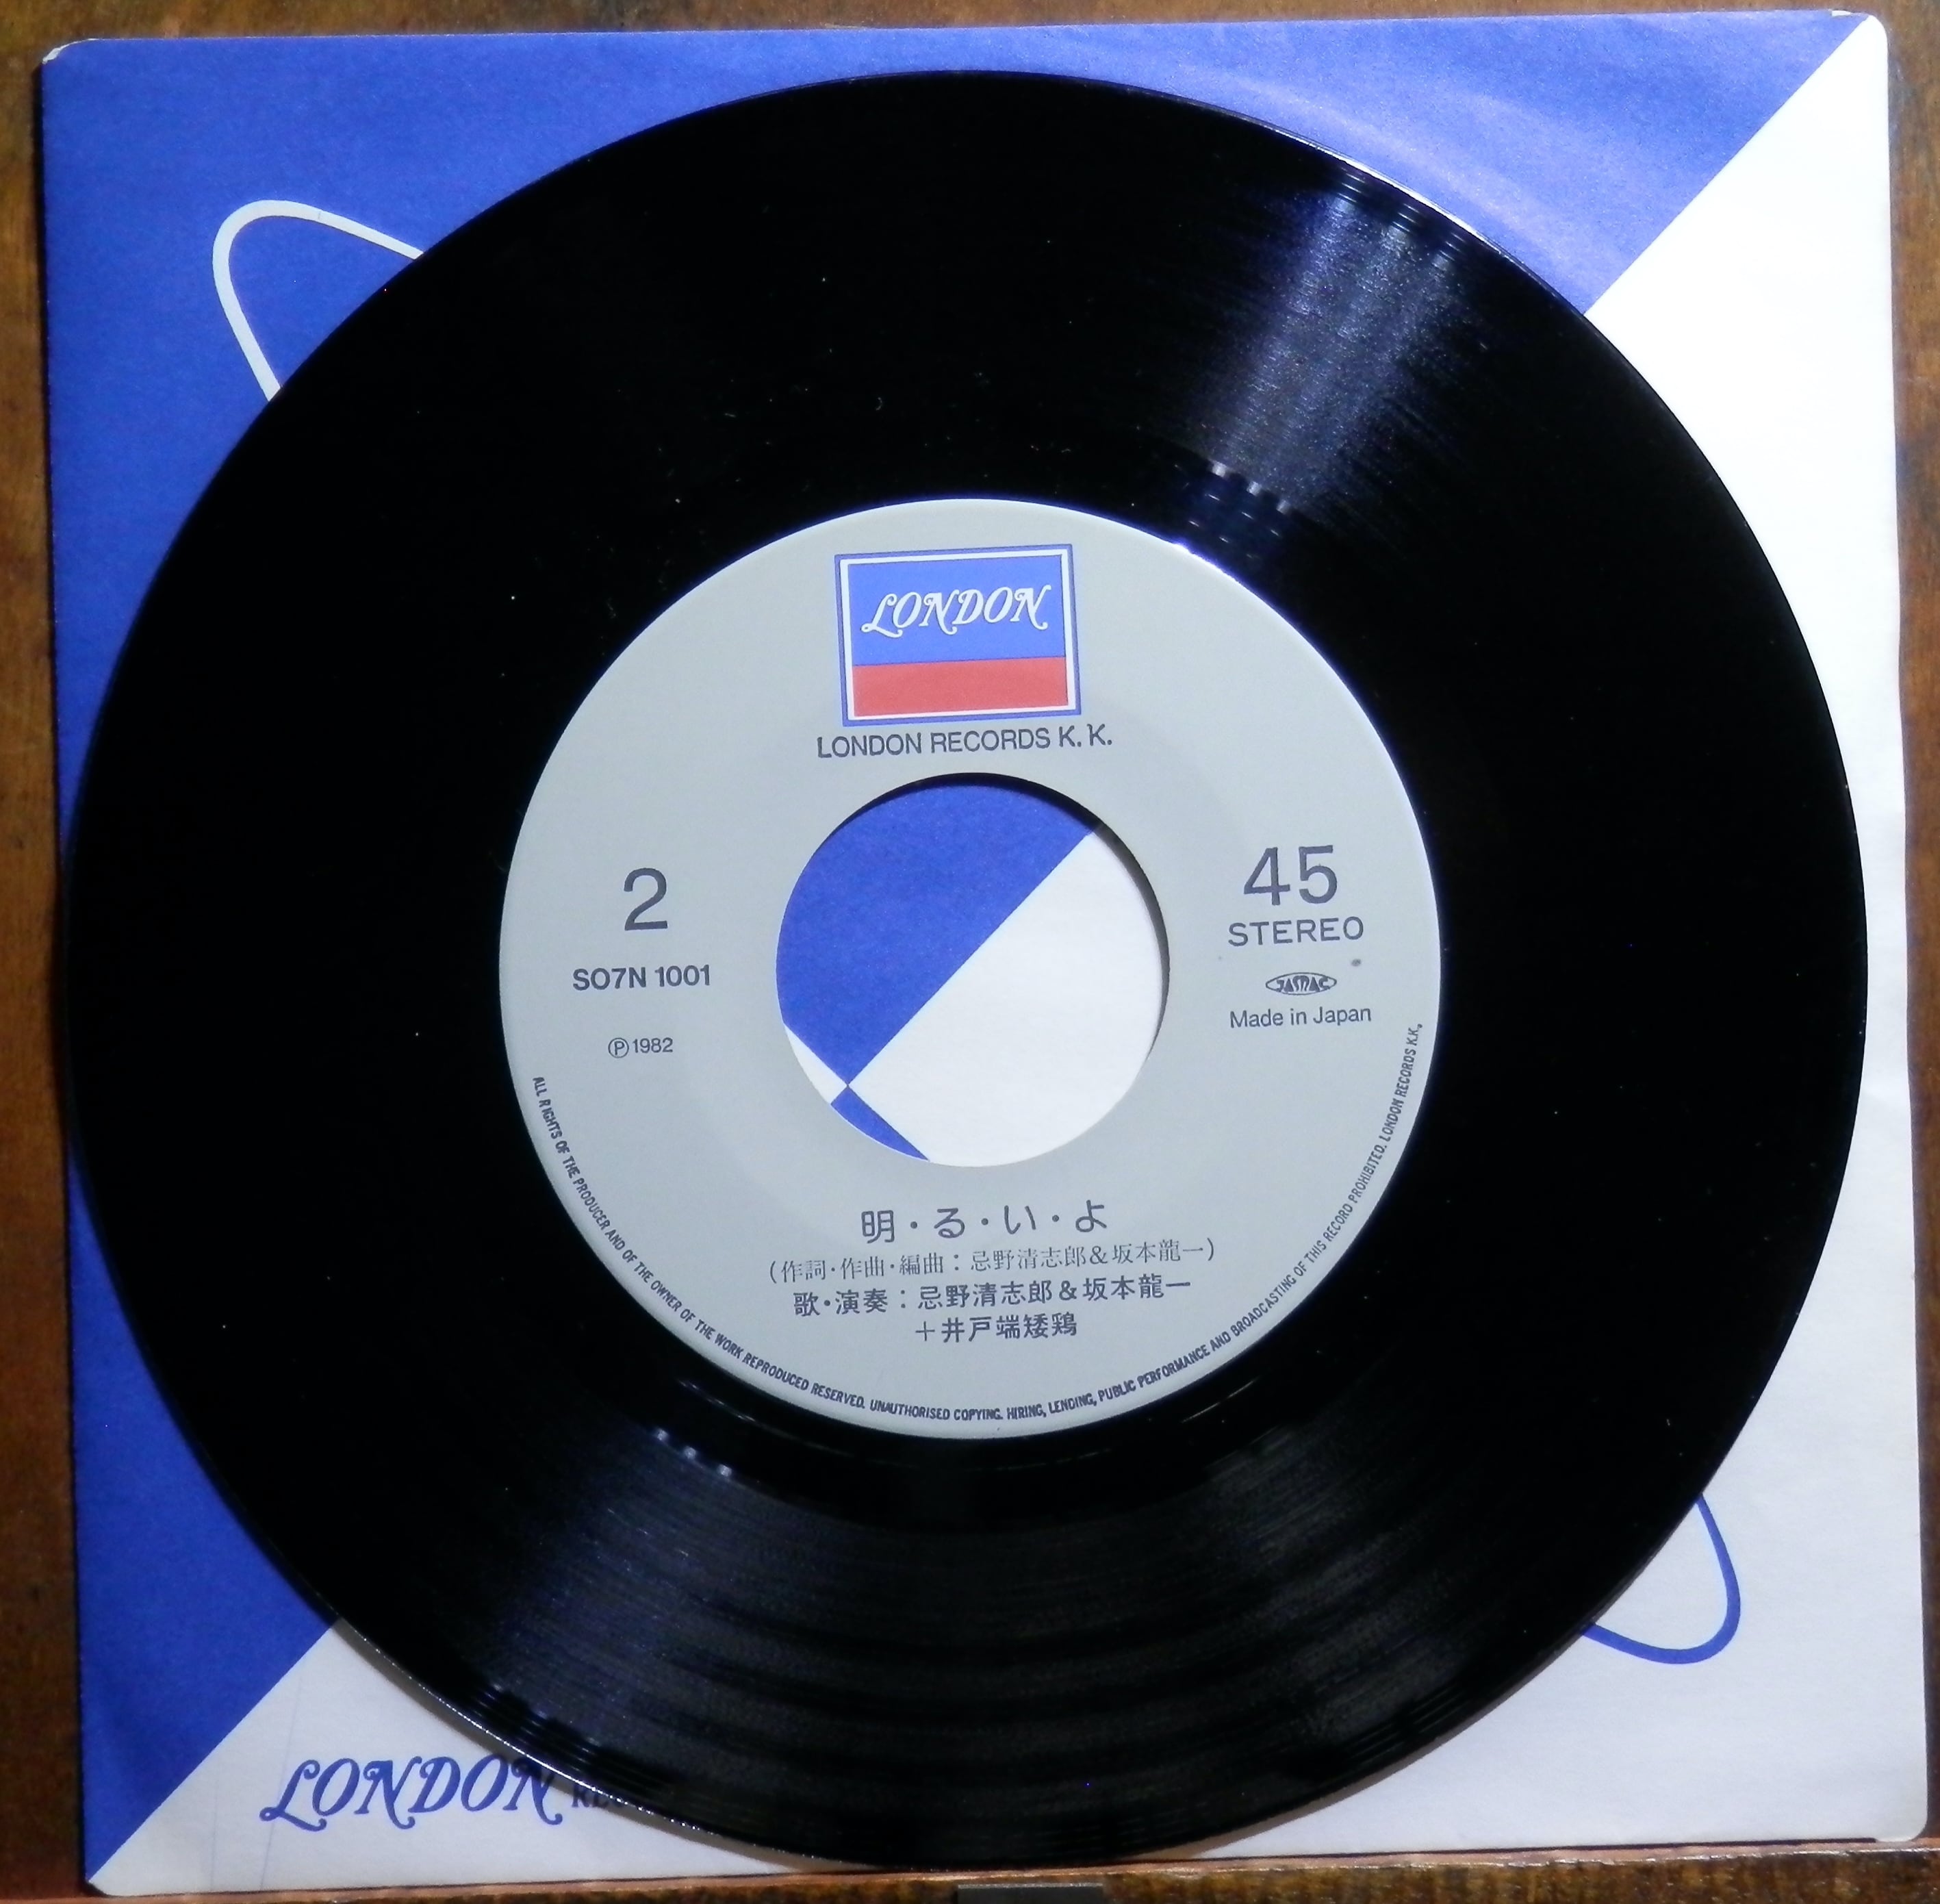 LONDON
LONDON RECORDS K.K.
2
SO7N 1001
Ⓟ1982
45
STEREO
JASRAC
Made in Japan
明・る・い・よ
(作詞・作曲・編曲：忌野清志郎＆坂本龍一)
歌・演奏：忌野清志郎＆坂本龍一
＋井戸端矮鶏
ALL RIGHTS OF THE PRODUCER AND OF THE OWNER OF THE WORK REPRODUCED RESERVED. UNAUTHORISED COPYING. HIRING, LENDING, PUBLIC PERFORMANCE AND BROADCASTING OF THIS RECORD PROHIBITED. LONDON RECORDS K.K.
LONDON